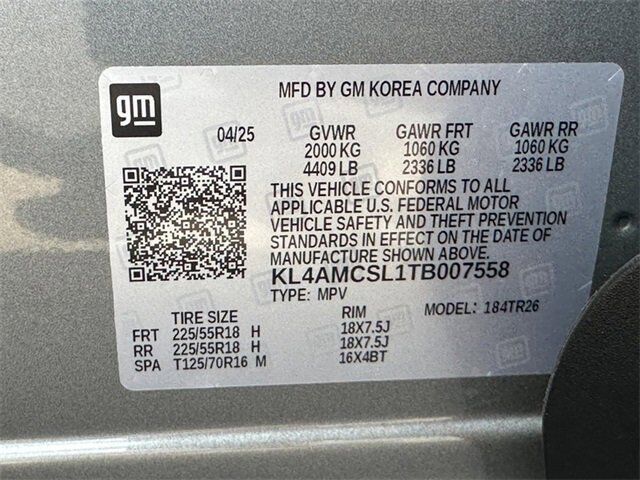 gm
MFD BY GM KOREA COMPANY
04/25 GVWR GAWR FRT GAWR RR
2000 KG 1060 KG 1060 KG
4409 LB 2336 LB 2336 LB
THIS VEHICLE CONFORMS TO ALL
APPLICABLE U.S. FEDERAL MOTOR
VEHICLE SAFETY AND THEFT PREVENTION
STANDARDS IN EFFECT ON THE DATE OF
MANUFACTURE SHOWN ABOVE.
KL4AMCSL1TB007558
TYPE: MPV
MODEL: 184TR26
TIRE SIZE RIM
FRT 225/55R18 H 18X7.5J
RR 225/55R18 H 18X7.5J
SPA T125/70R16 M 16X4BT